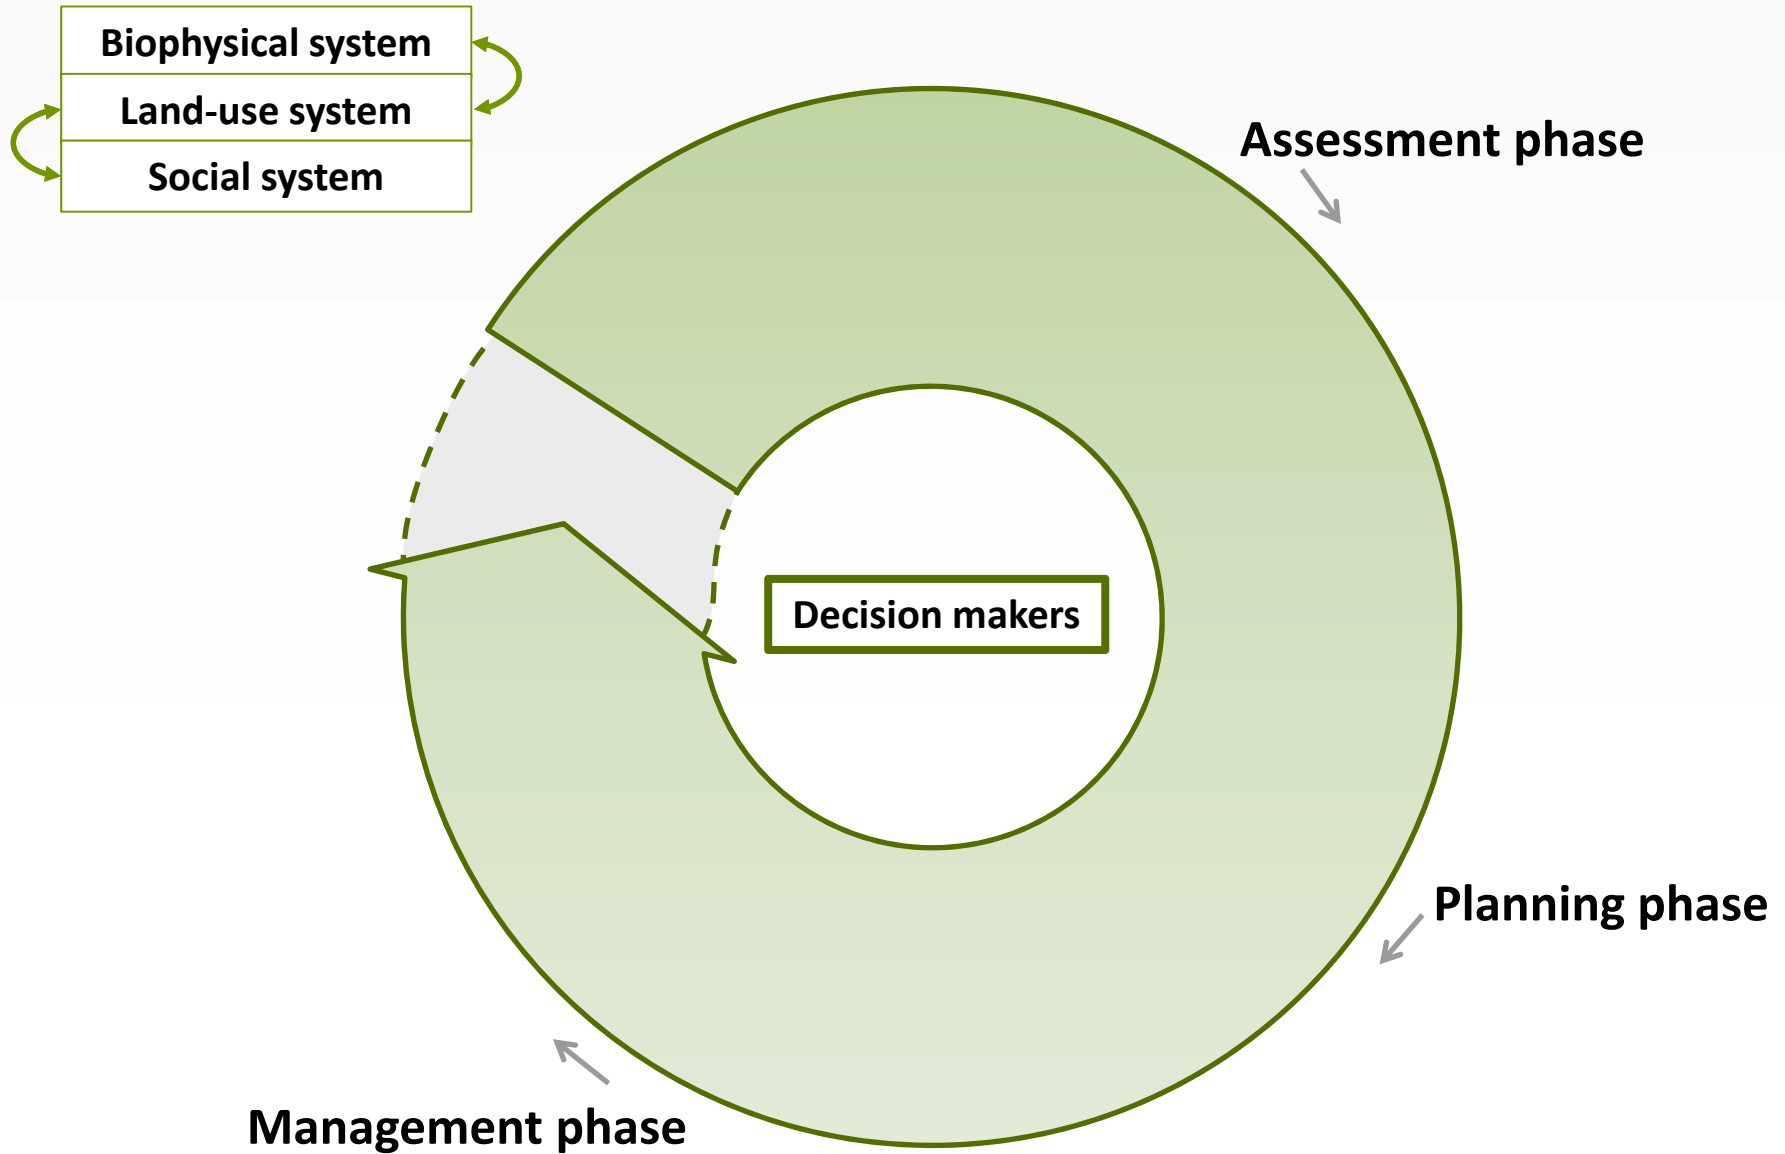 Biophysical system
Land-use system
Social system
Assessment phase
Decision makers
Planning phase
Management phase